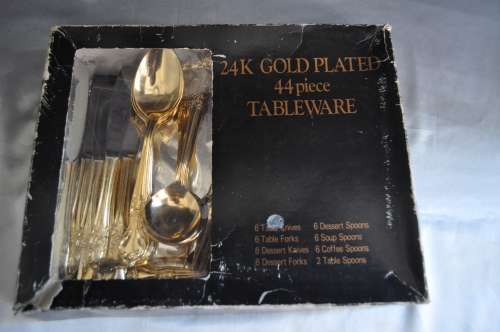 24K GOLD PLATED
44 piece
TABLEWARE
6 Knives 6 Dessert Spoons
6 Table Forks 6 Soup Spoons
6 Dessert Knives 6 Coffee Spoons
6 Dessert Forks 2 Table Spoons